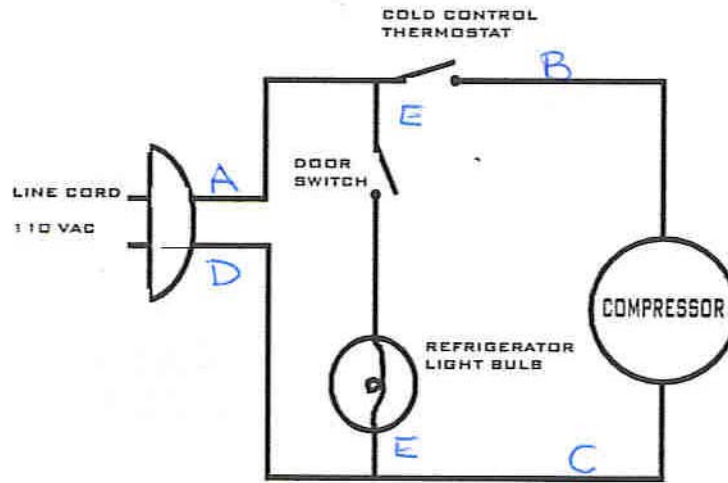 COLD CONTROL
THERMOSTAT
B
E
A
DOOR
SWITCH
LINE CORD
110 VAC
D
COMPRESSOR
REFRIGERATOR
LIGHT BULB
E
C